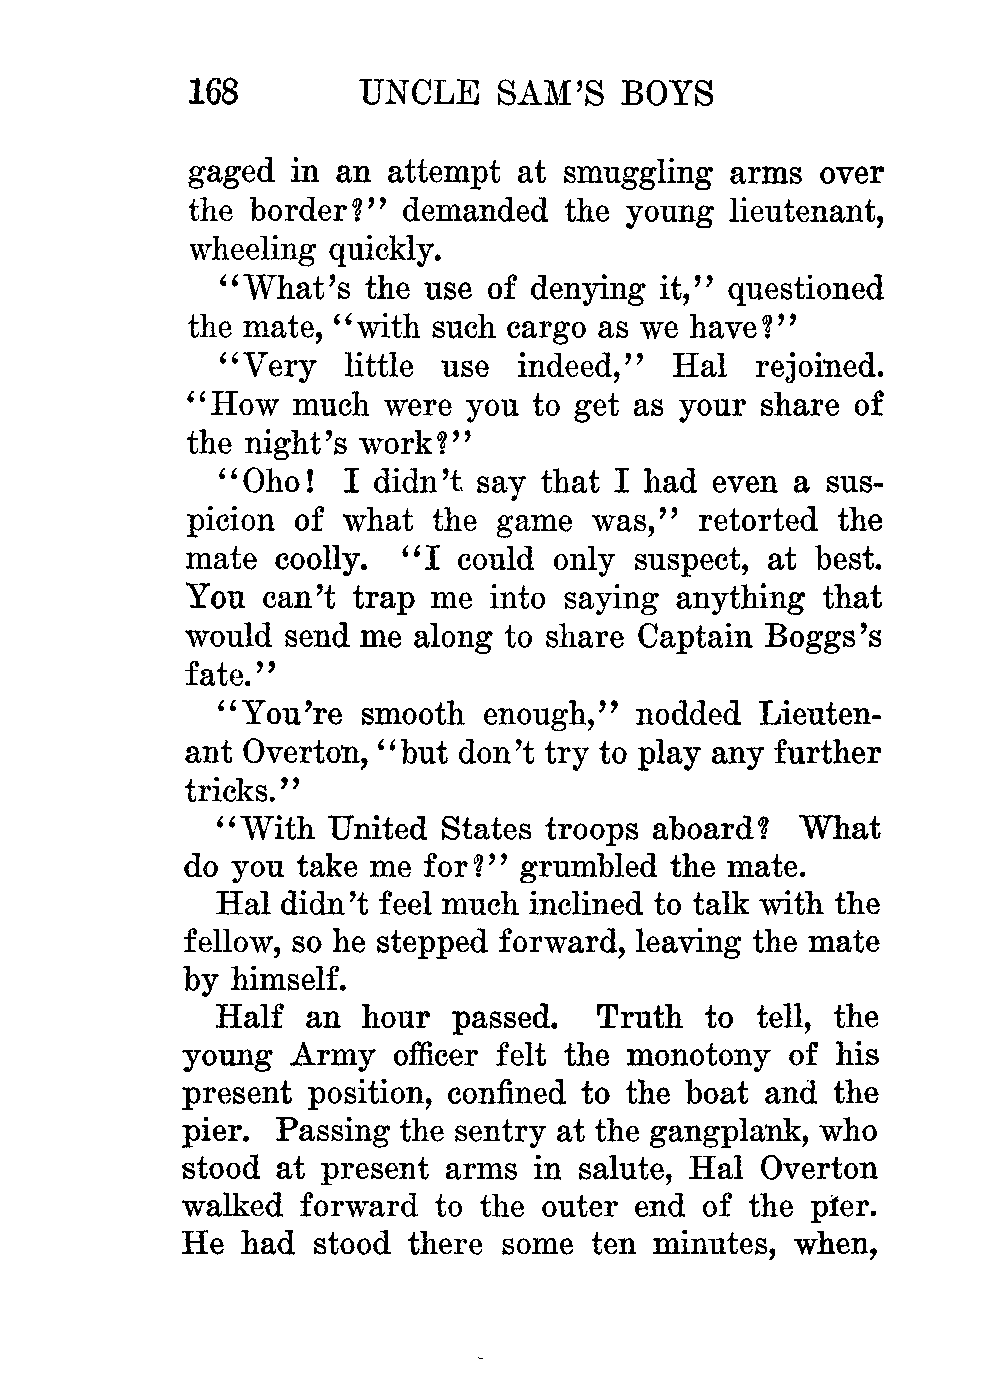 168 UNCLE SAM'S BOYS
gaged in an attempt at smuggling arms over
the border?" demanded the young lieutenant,
wheeling quickly.
"What's the use of denying it," questioned
the mate, "with such cargo as we have?"
"Very little use indeed," Hal rejoined.
"How much were you to get as your share of
the night's work?"
"Oho! I didn't say that I had even a sus-
picion of what the game was," retorted the
mate coolly. "I could only suspect, at best.
You can't trap me into saying anything that
would send me along to share Captain Boggs's
fate."
"You're smooth enough," nodded Lieuten-
ant Overton, "but don't try to play any further
tricks."
"With United States troops aboard? What
do you take me for?" grumbled the mate.
Hal didn't feel much inclined to talk with the
fellow, so he stepped forward, leaving the mate
by himself.
Half an hour passed. Truth to tell, the
young Army officer felt the monotony of his
present position, confined to the boat and the
pier. Passing the sentry at the gangplank, who
stood at present arms in salute, Hal Overton
walked forward to the outer end of the pier.
He had stood there some ten minutes, when,